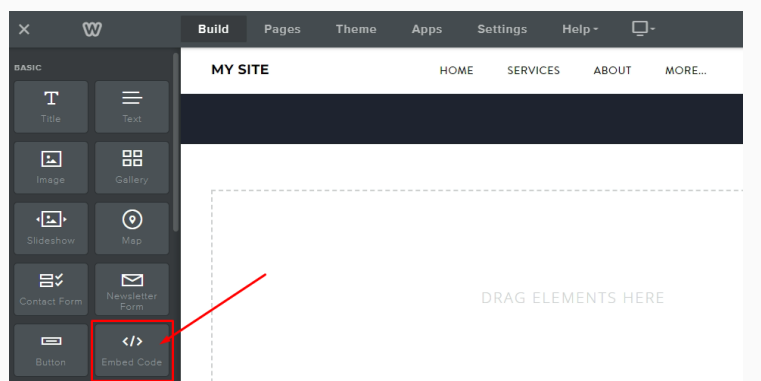 Build Pages Theme Apps Settings Help
BASIC
MY SITE HOME SERVICES ABOUT MORE...
Title Text
Image Gallery
Slideshow Map
Contact Form Newsletter Form
Button Embed Code
DRAG ELEMENTS HERE